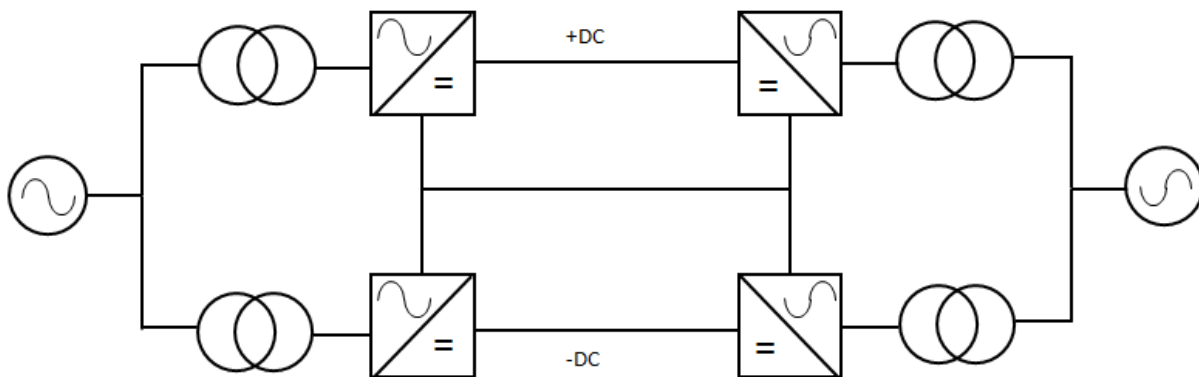 +DC
=
=
=
=
-DC